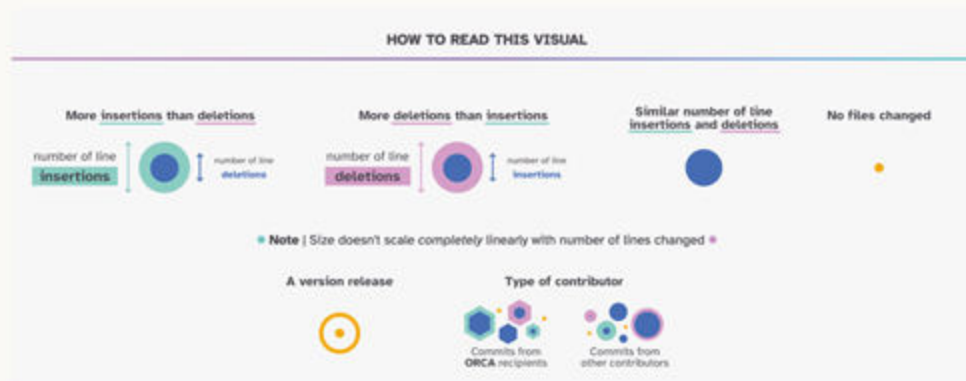 HOW TO READ THIS VISUAL
More insertions than deletions
number of line
insertions
number of line
deletions
More deletions than insertions
number of line
deletions
number of line
insertions
Similar number of line
insertions and deletions
No files changed
Note | Size doesn't scale completely linearly with number of lines changed
A version release
Type of contributor
Commits from
ORCA recipients
Commits from
other contributors